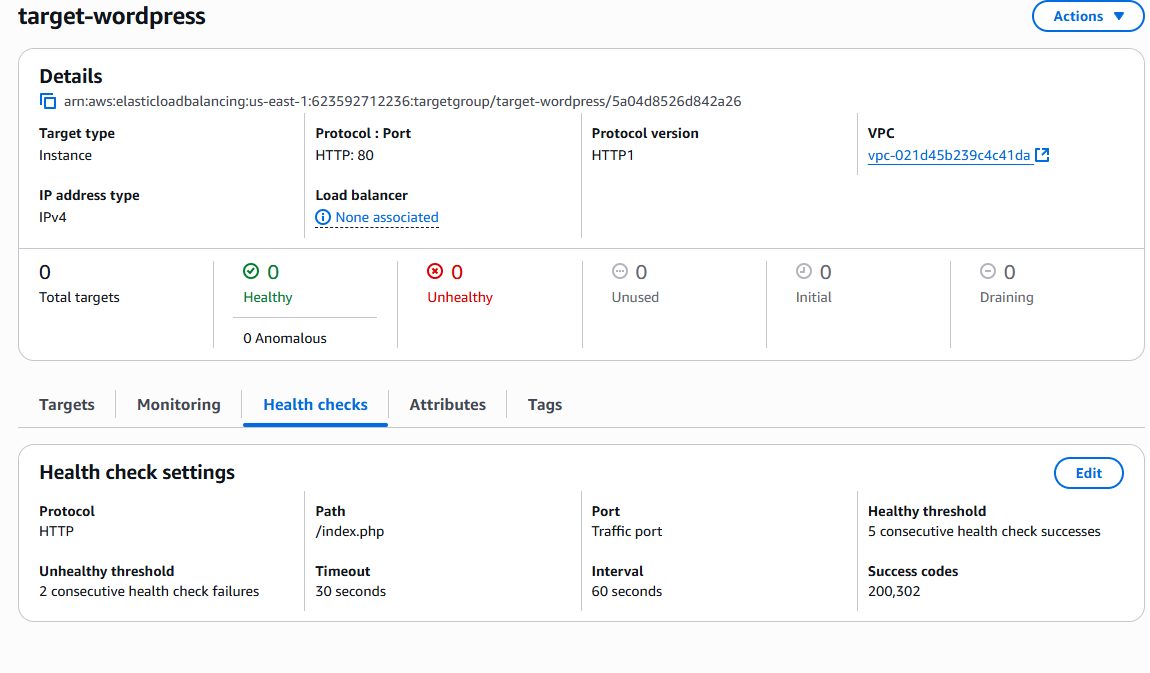 target-wordpress
Actions
Details
arn:aws:elasticloadbalancing:us-east-1:623592712236:targetgroup/target-wordpress/5a04d8526d842a26
Target type
Instance
Protocol : Port
HTTP: 80
Protocol version
HTTP1
VPC
vpc-021d45b239c4c41da
IP address type
IPv4
Load balancer
None associated
0
Total targets
0
Healthy
0 Anomalous
0
Unhealthy
0
Unused
0
Initial
0
Draining
Targets
Monitoring
Health checks
Attributes
Tags
Health check settings
Edit
Protocol
HTTP
Path
/index.php
Port
Traffic port
Healthy threshold
5 consecutive health check successes
Unhealthy threshold
2 consecutive health check failures
Timeout
30 seconds
Interval
60 seconds
Success codes
200,302